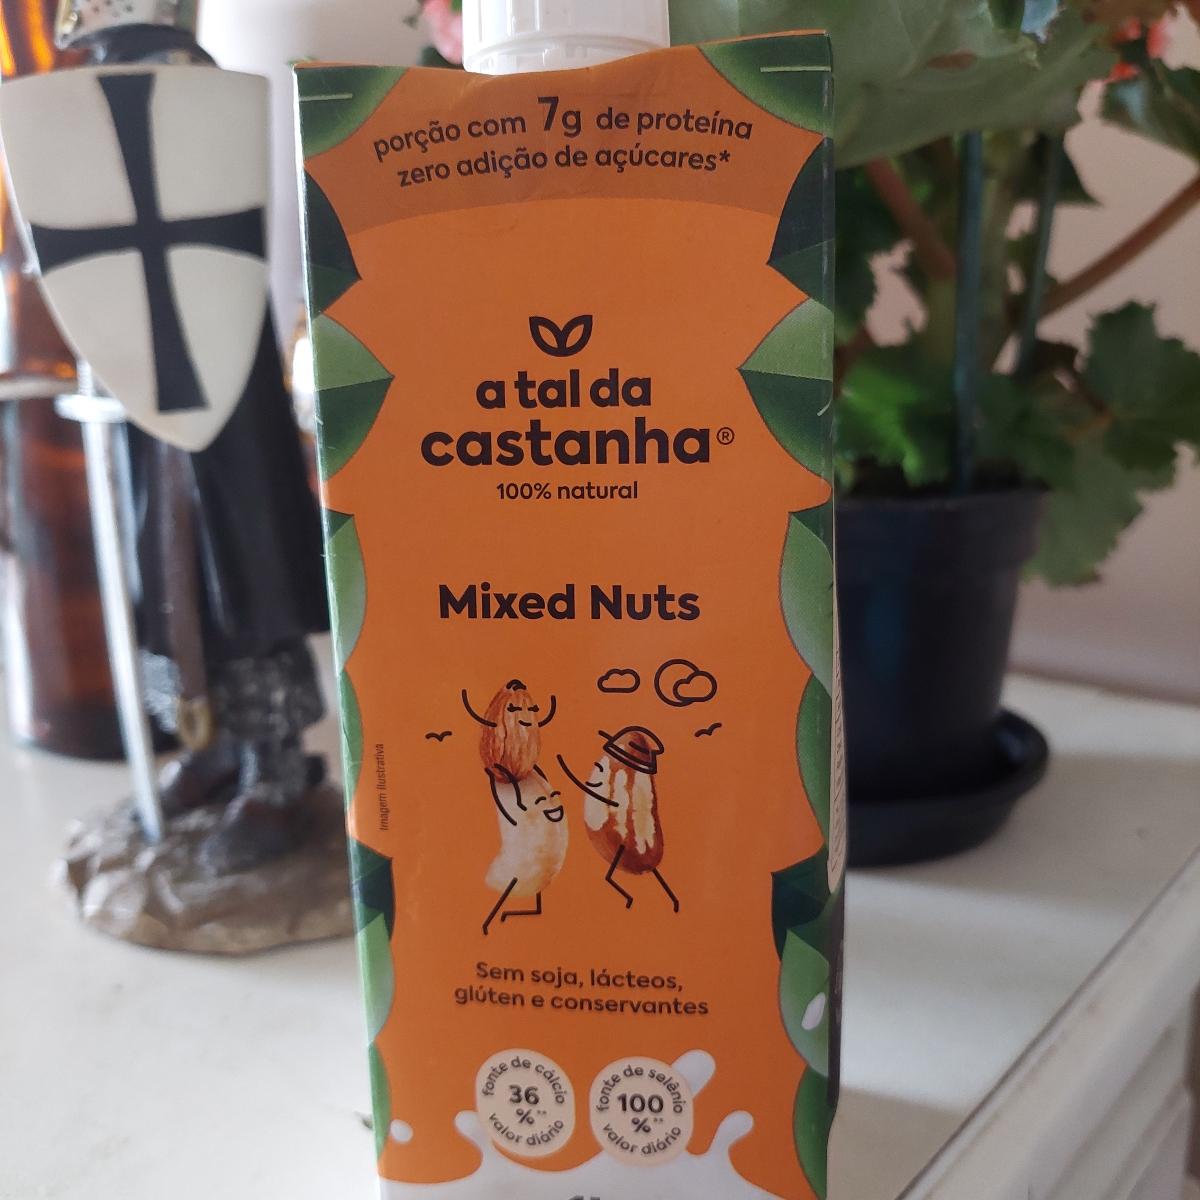 porção com 7g de proteína
zero adição de açúcares*
a tal da
castanha®
100% natural
Mixed Nuts
Imagem Ilustrativa
Sem soja, lácteos,
glúten e conservantes
fonte de cálcio
36
%**
valor diário
fonte de selênio
100
%**
valor diário